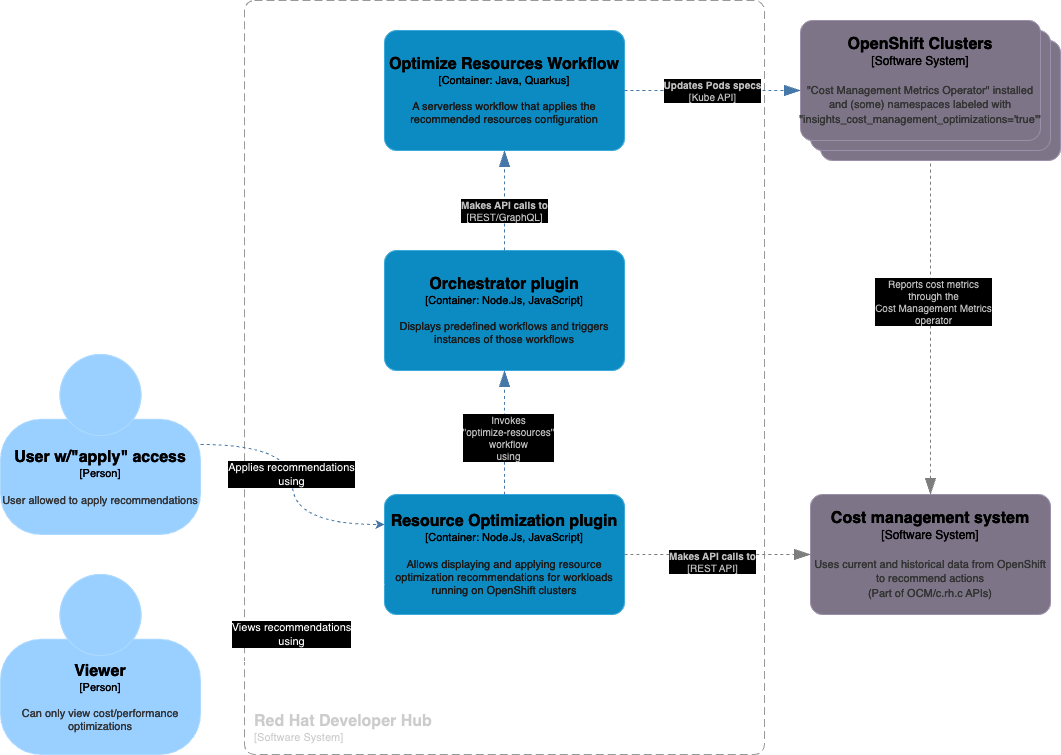 Optimize Resources Workflow
[Container: Java, Quarkus]
A serverless workflow that applies the
recommended resources configuration
Updates Pods specs
[Kube API]
OpenShift Clusters
[Software System]
"Cost Management Metrics Operator" installed
and (some) namespaces labeled with
"insights_cost_management_optimizations='true'"
Makes API calls to
[REST/GraphQL]
Orchestrator plugin
[Container: Node.Js, JavaScript]
Displays predefined workflows and triggers
instances of those workflows
Reports cost metrics
through the
Cost Management Metrics
operator
Invokes
"optimize-resources"
workflow
using
User w/"apply" access
[Person]
User allowed to apply recommendations
Applies recommendations
using
Resource Optimization plugin
[Container: Node.Js, JavaScript]
Allows displaying and applying resource
optimization recommendations for workloads
running on OpenShift clusters
Makes API calls to
[REST API]
Cost management system
[Software System]
Uses current and historical data from OpenShift
to recommend actions
(Part of OCM/c.rh.c APIs)
Views recommendations
using
Viewer
[Person]
Can only view cost/performance
optimizations
Red Hat Developer Hub
[Software System]